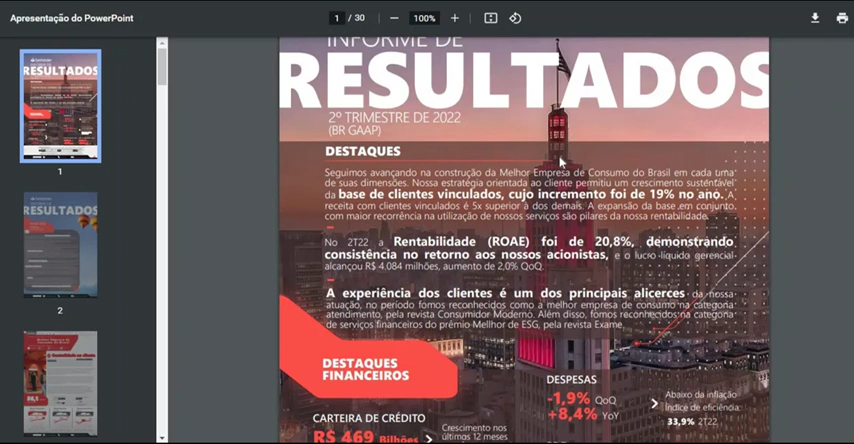 Apresentação do PowerPoint
1 / 30
100%
INFORME DE
RESULTADOS
2º TRIMESTRE DE 2022
(BR GAAP)
DESTAQUES
Seguimos avançando na construção da Melhor Empresa de Consumo do Brasil em cada uma
de suas dimensões. Nossa estratégia orientada ao cliente permitiu um crescimento sustentável
da base de clientes vinculados, cujo incremento foi de 19% no ano. A
receita com clientes vinculados é 5x superior à dos demais. A expansão da base em conjunto,
com maior recorrência na utilização de nossos serviços são pilares da nossa rentabilidade.
No 2T22 a Rentabilidade (ROAE) foi de 20,8%, demonstrando
consistência no retorno aos nossos acionistas, e o lucro líquido gerencial
alcançou R$ 4.084 milhões, aumento de 2,0% QoQ.
A experiência dos clientes é um dos principais alicerces da nossa
atuação, no período fomos reconhecidos como a melhor empresa de consumo na categoria
atendimento, pela revista Consumidor Moderno. Além disso, fomos reconhecidos na categoria
de serviços financeiros do prêmio Melhor de ESG, pela revista Exame.
DESTAQUES
FINANCEIROS
CARTEIRA DE CRÉDITO
R$ 469 Bilhões
Crescimento nos
últimos 12 meses
DESPESAS
-1,9% QoQ
+8,4% YoY
Abaixo da inflação
Índice de eficiência:
33,9% 2T22
RESULTADOS
1
RESULTADOS
2